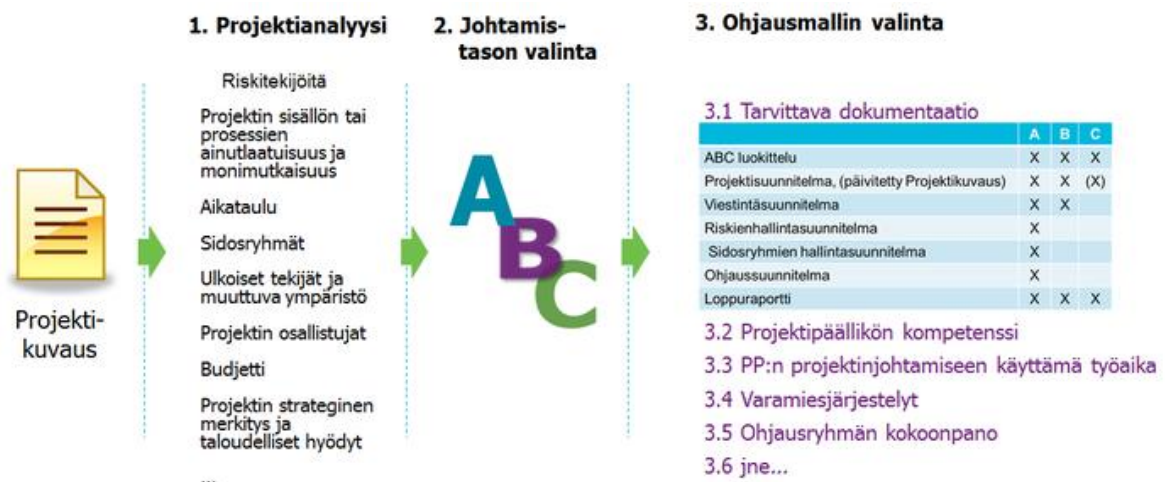 Projekti-
kuvaus
1. Projektianalyysi
Riskitekijöitä
Projektin sisällön tai
prosessien
ainutlaatuisuus ja
monimutkaisuus
Aikataulu
Sidosryhmät
Ulkoiset tekijät ja
muuttuva ympäristö
Projektin osallistujat
Budjetti
Projektin strateginen
merkitys ja
taloudelliset hyödyt
...
2. Johtamis-
tason valinta
A
B
C
3. Ohjausmallin valinta
3.1 Tarvittava dokumentaatio
A B C
ABC luokittelu X X X
Projektisuunnitelma, (päivitetty Projektikuvaus) X X (X)
Viestintäsuunnitelma X X
Riskienhallintasuunnitelma X
Sidosryhmien hallintasuunnitelma X
Ohjaussuunnitelma X
Loppuraportti X X X
3.2 Projektipäällikön kompetenssi
3.3 PP:n projektinjohtamiseen käyttämä työaika
3.4 Varamiesjärjestelyt
3.5 Ohjausryhmän kokoonpano
3.6 jne...